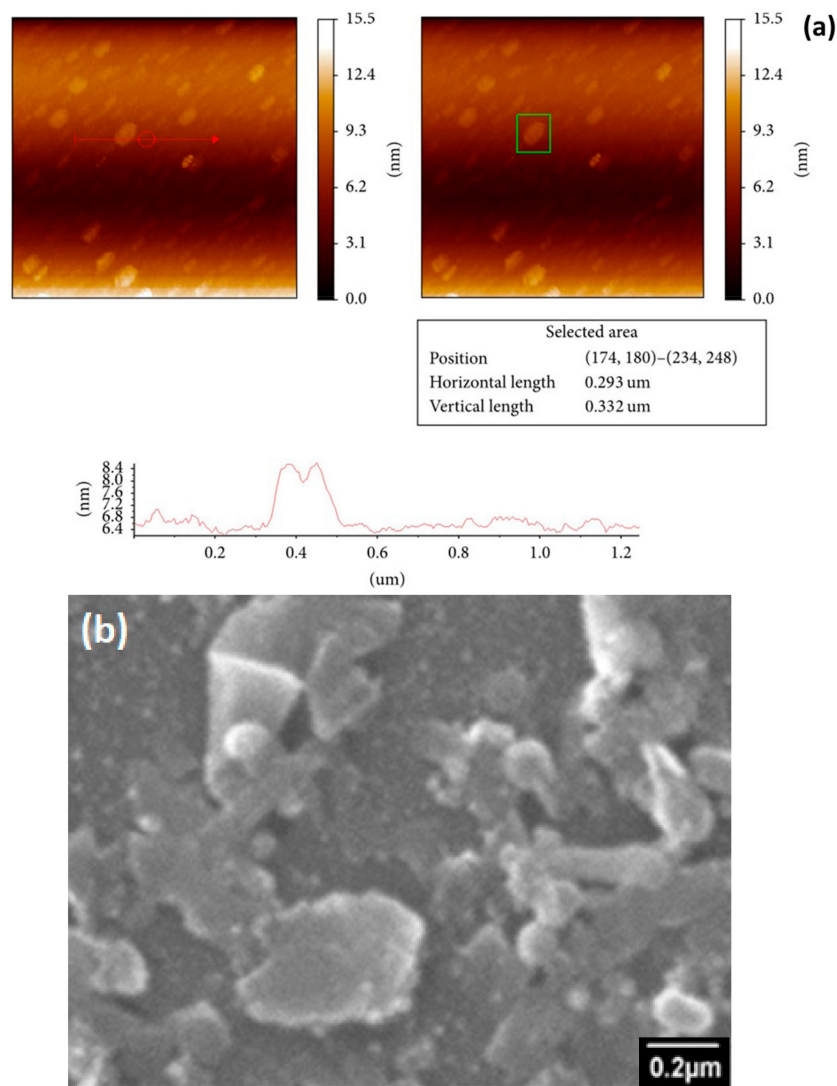 (a)
15.5
12.4
9.3
6.2
3.1
0.0
(nm)
15.5
12.4
9.3
6.2
3.1
0.0
(nm)
Selected area
Position (174, 180)–(234, 248)
Horizontal length 0.293 um
Vertical length 0.332 um
8.4
8.0
7.6
7.2
6.8
6.4
(nm)
0.2 0.4 0.6 0.8 1.0 1.2
(um)
(b)
0.2µm